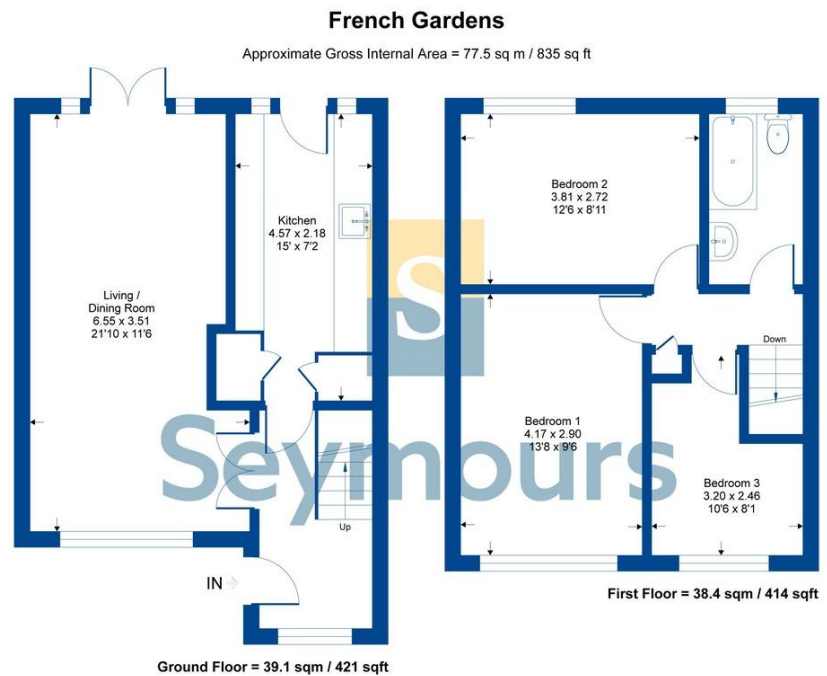 French Gardens
Approximate Gross Internal Area = 77.5 sq m / 835 sq ft
Living /
Dining Room
6.55 x 3.51
21'10 x 11'6
Kitchen
4.57 x 2.18
15' x 7'2
Up
IN
Ground Floor = 39.1 sqm / 421 sqft
Bedroom 2
3.81 x 2.72
12'6 x 8'11
Down
Bedroom 1
4.17 x 2.90
13'8 x 9'6
Bedroom 3
3.20 x 2.46
10'6 x 8'1
First Floor = 38.4 sqm / 414 sqft
S
Seymours